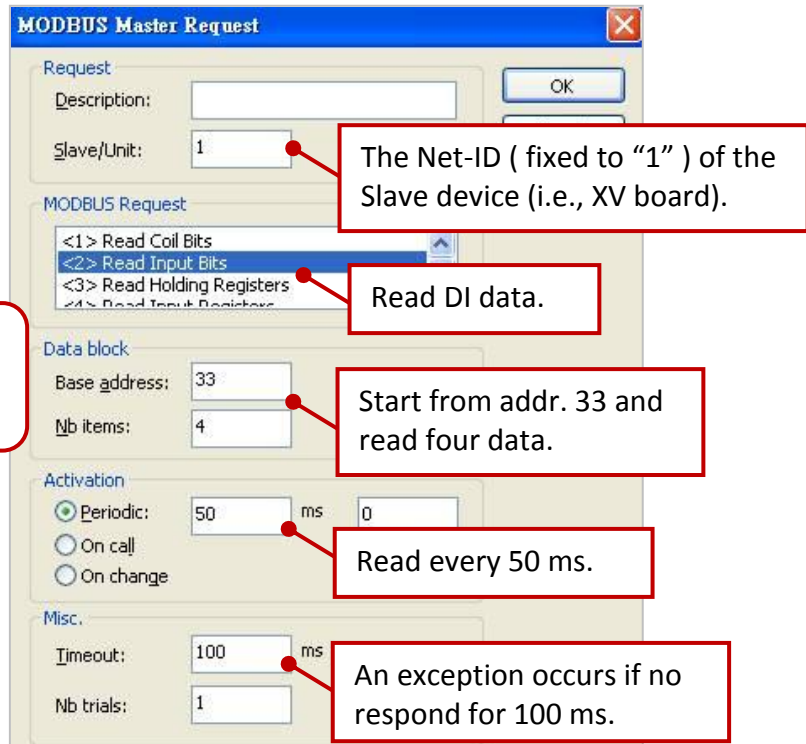 MODBUS Master Request
Request
Description:
OK
Slave/Unit: 1
The Net-ID ( fixed to “1” ) of the
Slave device (i.e., XV board).
MODBUS Request
<1> Read Coil Bits
<2> Read Input Bits
<3> Read Holding Registers
<4> Read Input Registers
Read DI data.
Data block
Base address: 33
Nb items: 4
Start from addr. 33 and
read four data.
Activation
Periodic: 50 ms 0
On call
On change
Read every 50 ms.
Misc.
Timeout: 100 ms
Nb trials: 1
An exception occurs if no
respond for 100 ms.